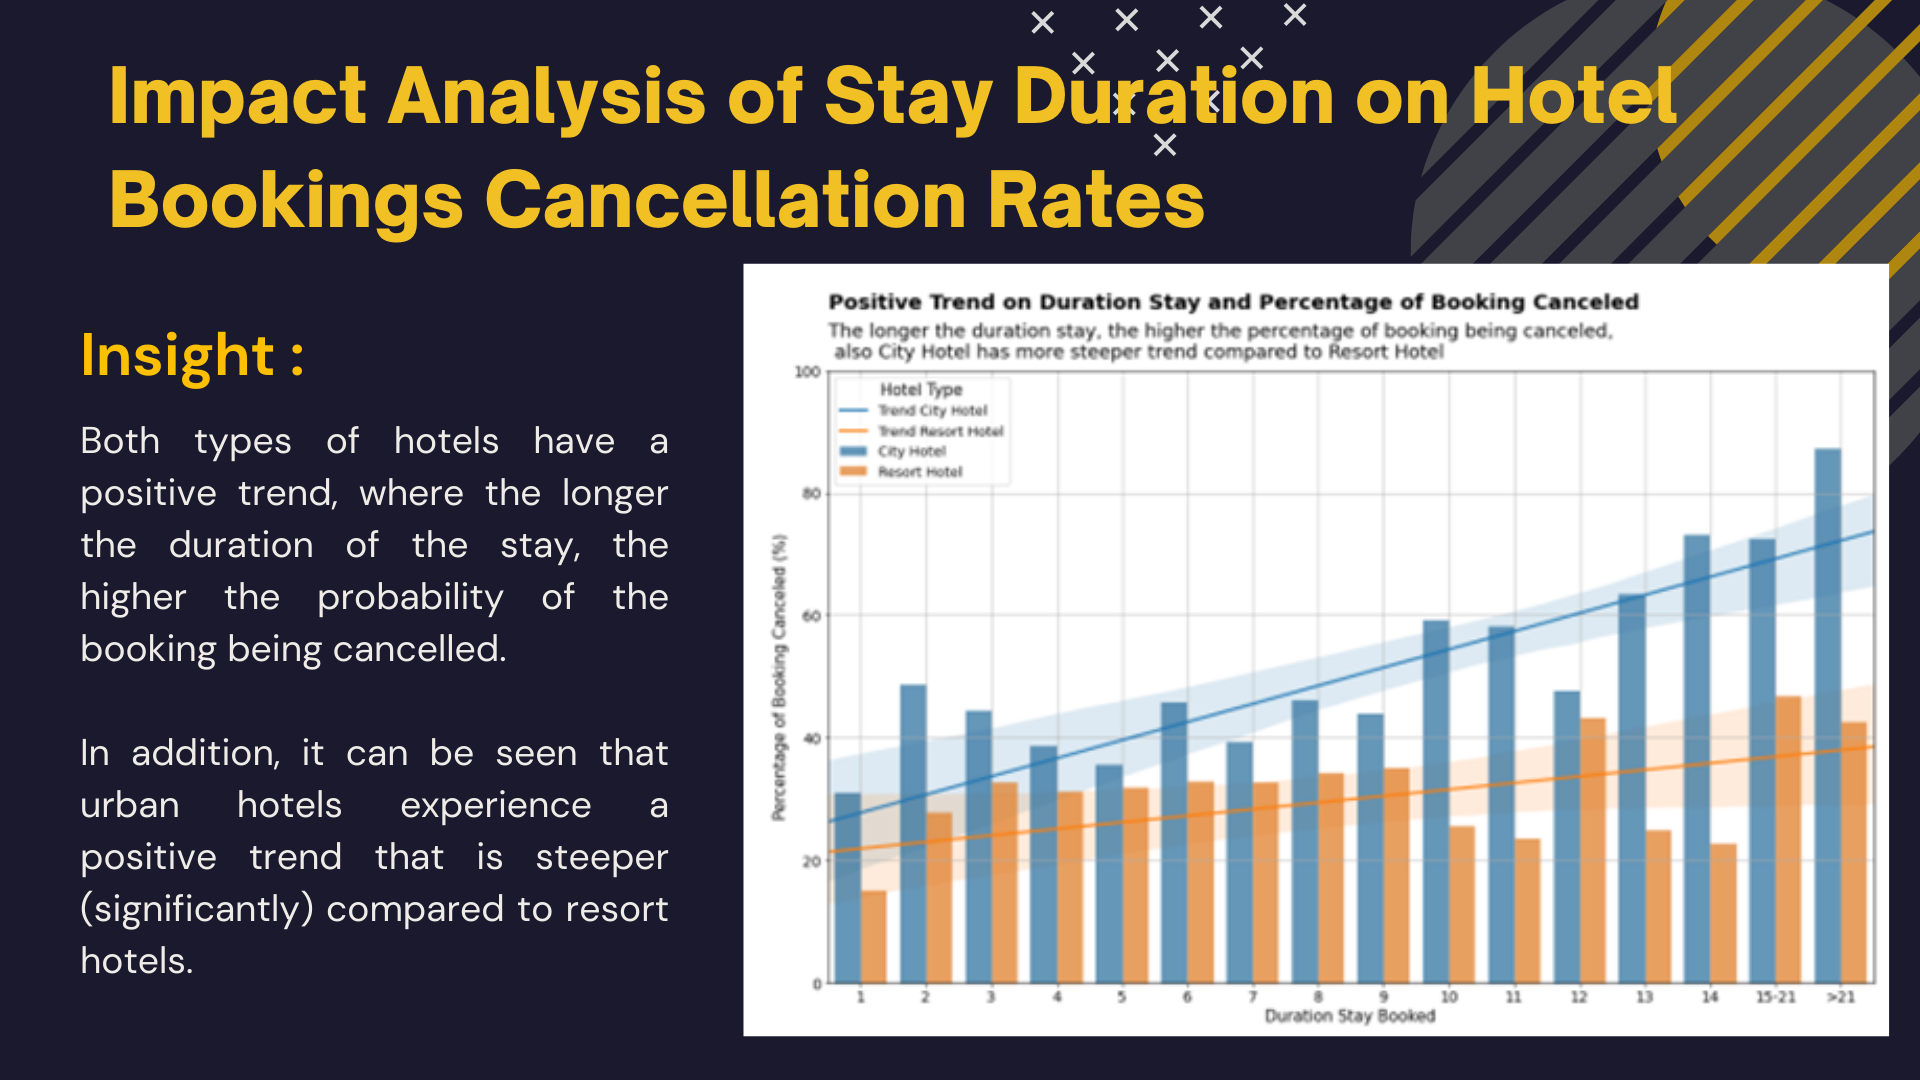 Impact Analysis of Stay Duration on Hotel
Bookings Cancellation Rates
Insight :
Both types of hotels have a
positive trend, where the longer
the duration of the stay, the
higher the probability of the
booking being cancelled.
In addition, it can be seen that
urban hotels experience a
positive trend that is steeper
(significantly) compared to resort
hotels.
Positive Trend on Duration Stay and Percentage of Booking Canceled
The longer the duration stay, the higher the percentage of booking being canceled,
also City Hotel has more steeper trend compared to Resort Hotel
Hotel Type
Trend City Hotel
Trend Resort Hotel
City Hotel
Resort Hotel
Percentage of Booking Canceled (%)
100
80
60
40
20
0
1 2 3 4 5 6 7 8 9 10 11 12 13 14 15-21 >21
Duration Stay Booked